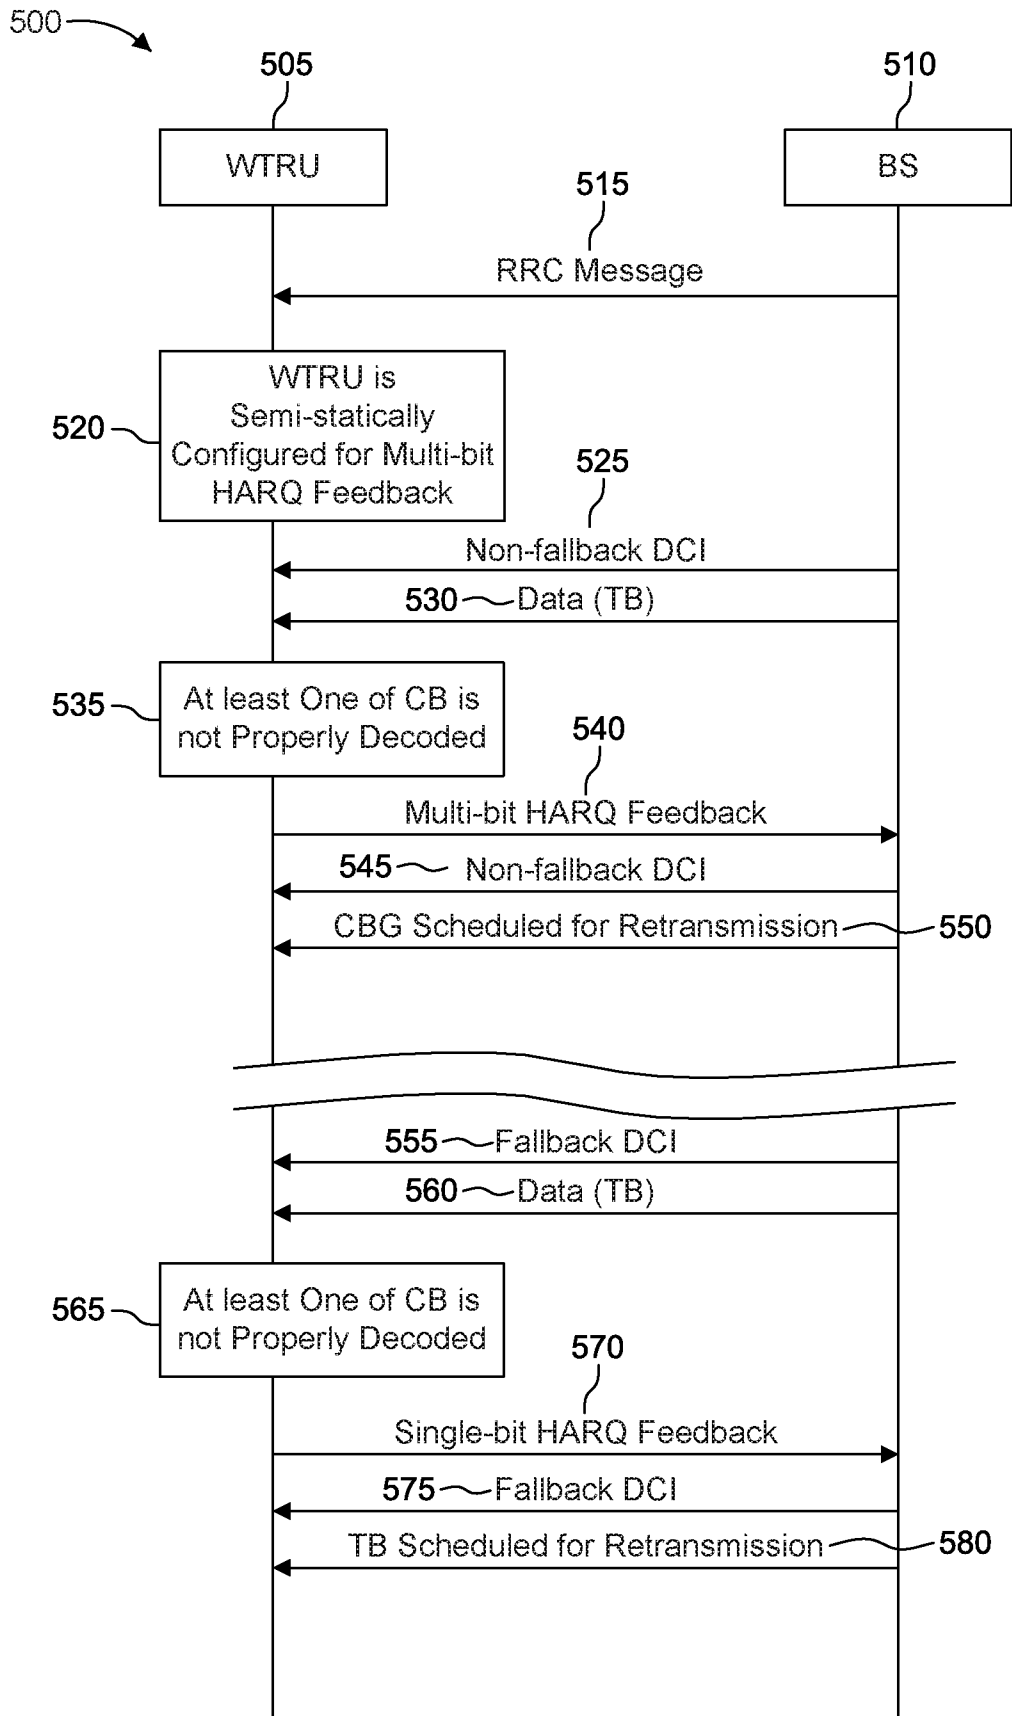 500
505
510
WTRU
BS
515
RRC Message
WTRU is
Semi-statically
Configured for Multi-bit
HARQ Feedback
520
525
Non-fallback DCI
530
Data (TB)
535
At least One of CB is
not Properly Decoded
540
Multi-bit HARQ Feedback
545
Non-fallback DCI
CBG Scheduled for Retransmission
550
555
Fallback DCI
560
Data (TB)
565
At least One of CB is
not Properly Decoded
570
Single-bit HARQ Feedback
575
Fallback DCI
TB Scheduled for Retransmission
580